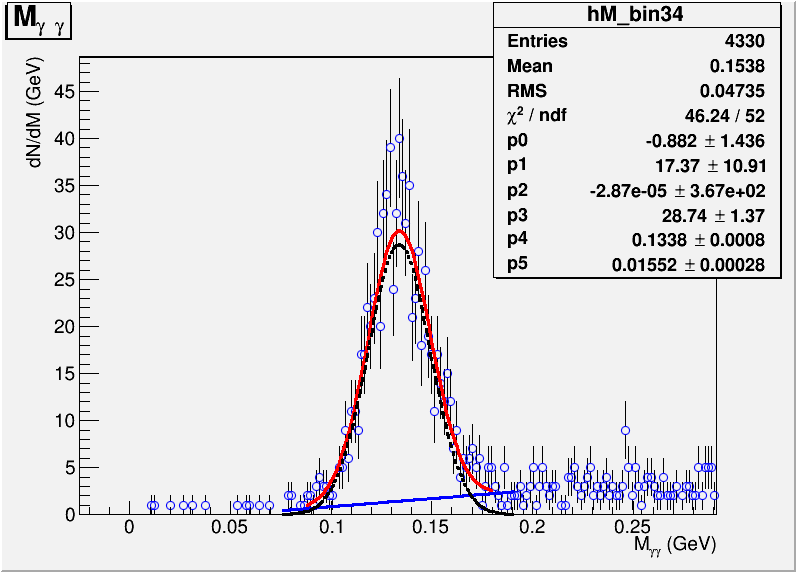 Mγ γ
hM_bin34
Entries 4330
Mean 0.1538
RMS 0.04735
χ² / ndf 46.24 / 52
p0 -0.882 ± 1.436
p1 17.37 ± 10.91
p2 -2.87e-05 ± 3.67e+02
p3 28.74 ± 1.37
p4 0.1338 ± 0.0008
p5 0.01552 ± 0.00028
dN/dM (GeV)
45
40
35
30
25
20
15
10
5
0
0 0.05 0.1 0.15 0.2 0.25
Mγγ (GeV)